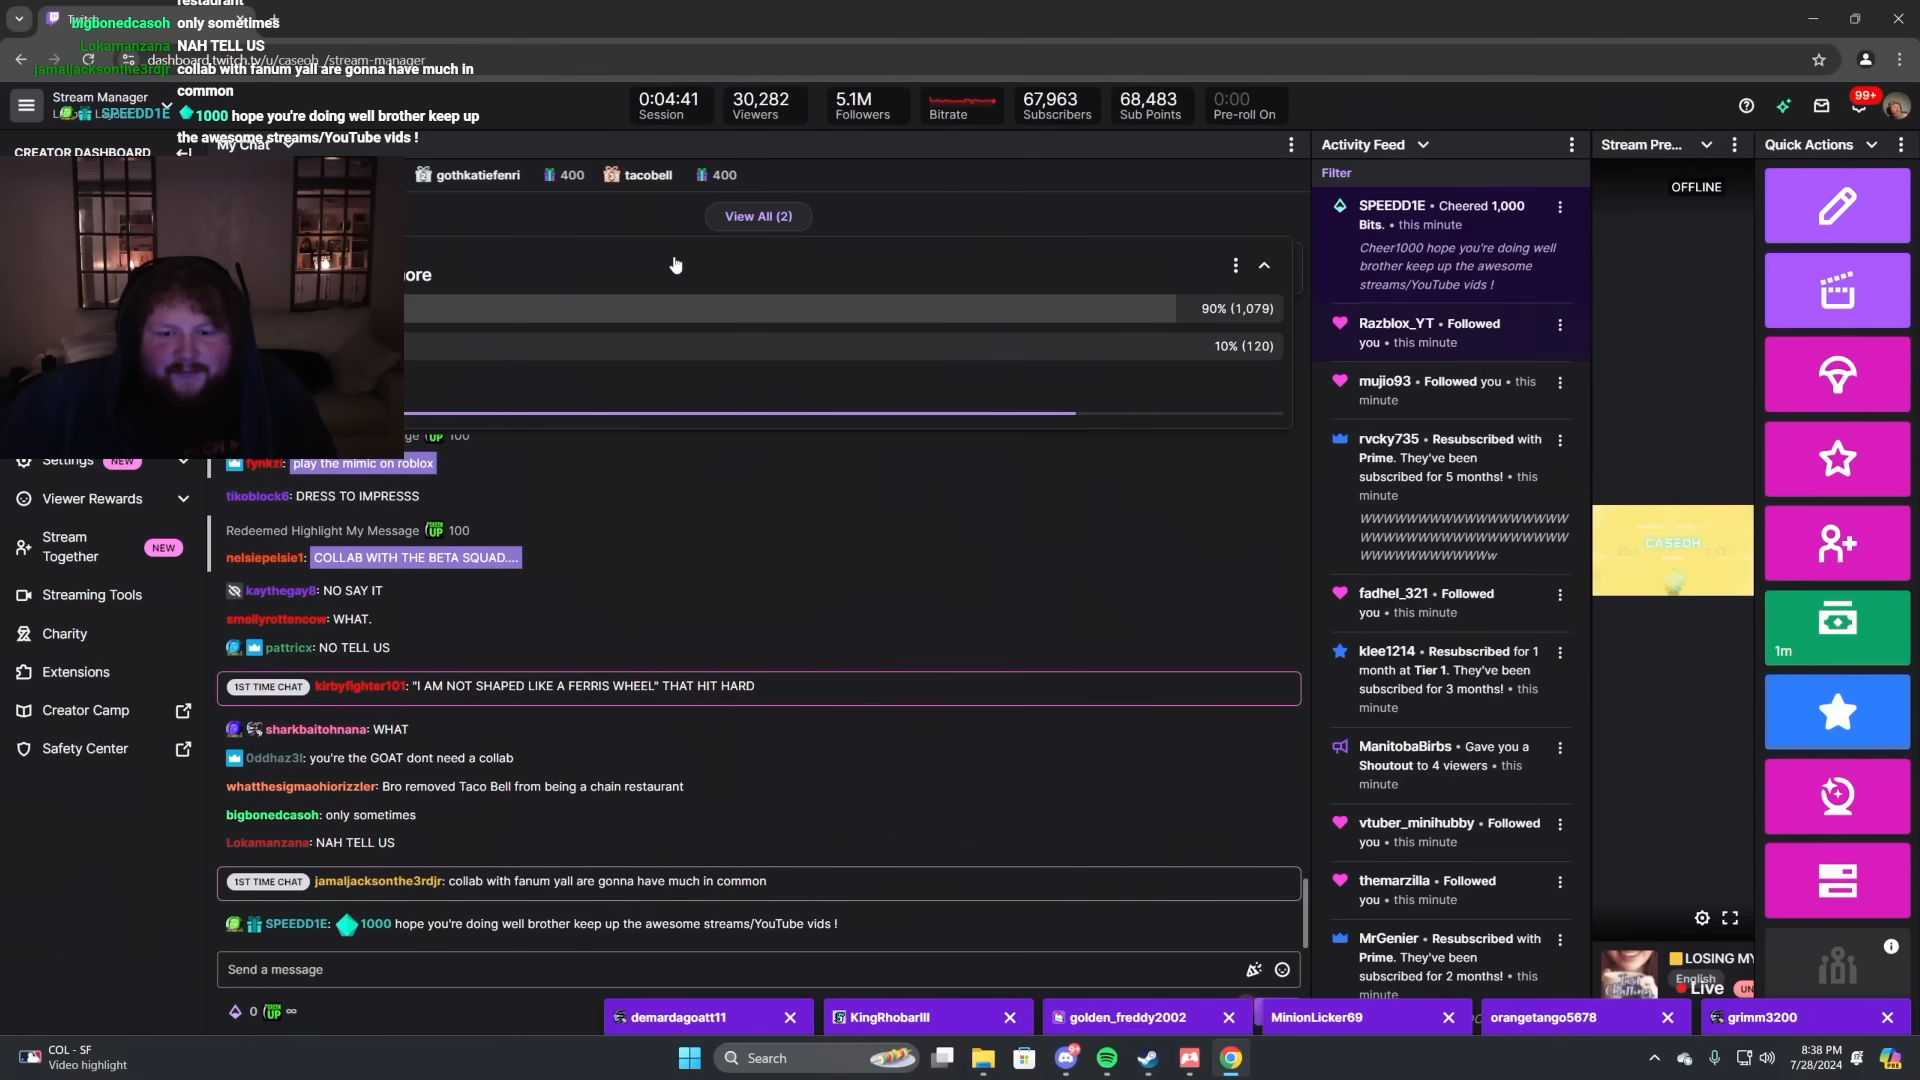 restaurant
bigbonedcasoh only sometimes
Lokamanzana NAH TELL US
jamaljacksonthe3rdjr collab with fanum yall are gonna have much in
common
SPEEDD1E 1000 hope you're doing well brother keep up
the awesome streams/YouTube vids !
Twitch
dashboard.twitch.tv/u/caseoh_/stream-manager
Stream Manager
0:04:41
Session
30,282
Viewers
5.1M
Followers
Bitrate
67,963
Subscribers
68,483
Sub Points
0:00
Pre-roll On
99+
CREATOR DASHBOARD
My Chat
gothkatiefenri 400 tacobell 400
View All (2)
ore
90% (1,079)
10% (120)
Settings NEW
Viewer Rewards
Stream
Together
NEW
Streaming Tools
Charity
Extensions
Creator Camp
Safety Center
ge 100
fynkzi: play the mimic on roblox
tikoblock6: DRESS TO IMPRESSS
Redeemed Highlight My Message 100
nelsiepelsie1: COLLAB WITH THE BETA SQUAD....
kaythegay8: NO SAY IT
smellyrottencow: WHAT.
pattricx: NO TELL US
1ST TIME CHAT kirbyfighter101: "I AM NOT SHAPED LIKE A FERRIS WHEEL" THAT HIT HARD
sharkbaitohnana: WHAT
0ddhaz3l: you're the GOAT dont need a collab
whatthesigmaohiorizzler: Bro removed Taco Bell from being a chain restaurant
bigbonedcasoh: only sometimes
Lokamanzana: NAH TELL US
1ST TIME CHAT jamaljacksonthe3rdjr: collab with fanum yall are gonna have much in common
SPEEDD1E: 1000 hope you're doing well brother keep up the awesome streams/YouTube vids !
Send a message
0 ∞
Activity Feed
Filter
SPEEDD1E • Cheered 1,000
Bits. • this minute
Cheer1000 hope you're doing well
brother keep up the awesome
streams/YouTube vids !
Razblox_YT • Followed
you • this minute
mujio93 • Followed you • this
minute
rvcky735 • Resubscribed with
Prime. They've been
subscribed for 5 months! • this
minute
fadhel_321 • Followed
you • this minute
klee1214 • Resubscribed for 1
month at Tier 1. They've been
subscribed for 3 months! • this
minute
ManitobaBirbs • Gave you a
Shoutout to 4 viewers • this
minute
vtuber_minihubby • Followed
you • this minute
themarzilla • Followed
you • this minute
MrGenier • Resubscribed with
Prime. They've been
subscribed for 2 months! • this
minute
Stream Pre...
OFFLINE
CASEOH
LOSING MY
English
Live
UN
Quick Actions
1m
demardagoatt11
KingRhobarIII
golden_freddy2002
MinionLicker69
orangetango5678
grimm3200
COL - SF
Video highlight
Search
8:38 PM
7/28/2024